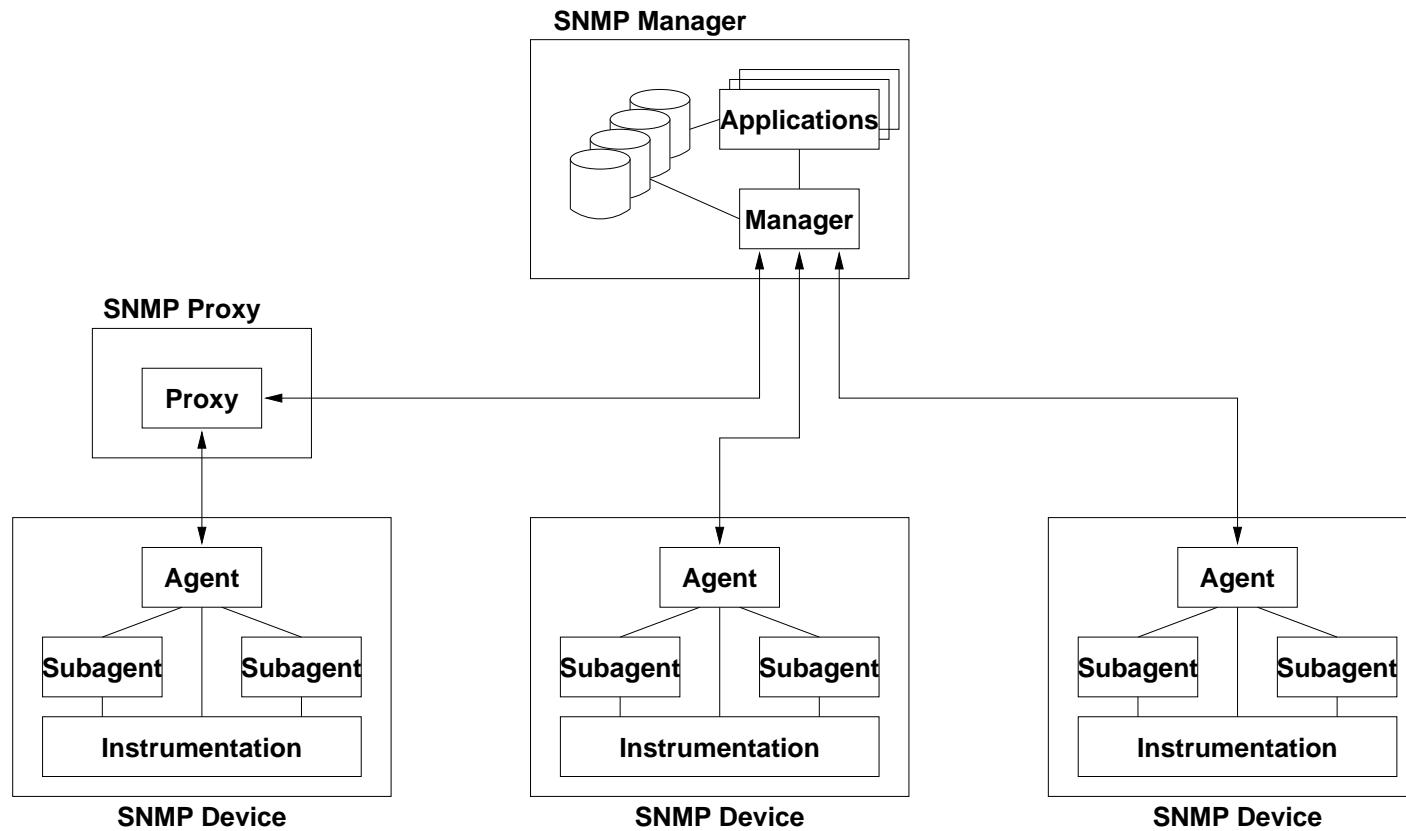 SNMP Manager
Applications
Manager
SNMP Proxy
Proxy
Agent
Agent
Agent
Subagent
Subagent
Subagent
Subagent
Subagent
Subagent
Instrumentation
Instrumentation
Instrumentation
SNMP Device
SNMP Device
SNMP Device